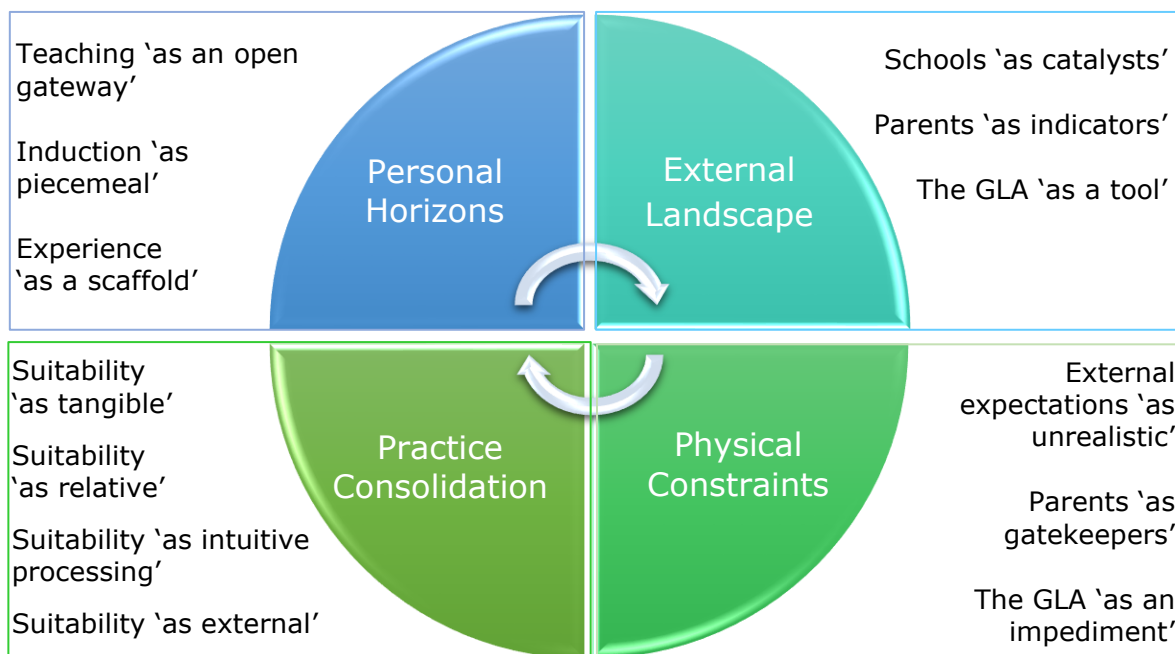 Teaching ‘as an open
gateway’
Induction ‘as
piecemeal’
Experience
‘as a scaffold’
Personal
Horizons
External
Landscape
Schools ‘as catalysts’
Parents ‘as indicators’
The GLA ‘as a tool’
Suitability
‘as tangible’
Suitability
‘as relative’
Suitability ‘as intuitive
processing’
Suitability ‘as external’
Practice
Consolidation
Physical
Constraints
External
expectations ‘as
unrealistic’
Parents ‘as
gatekeepers’
The GLA ‘as an
impediment’